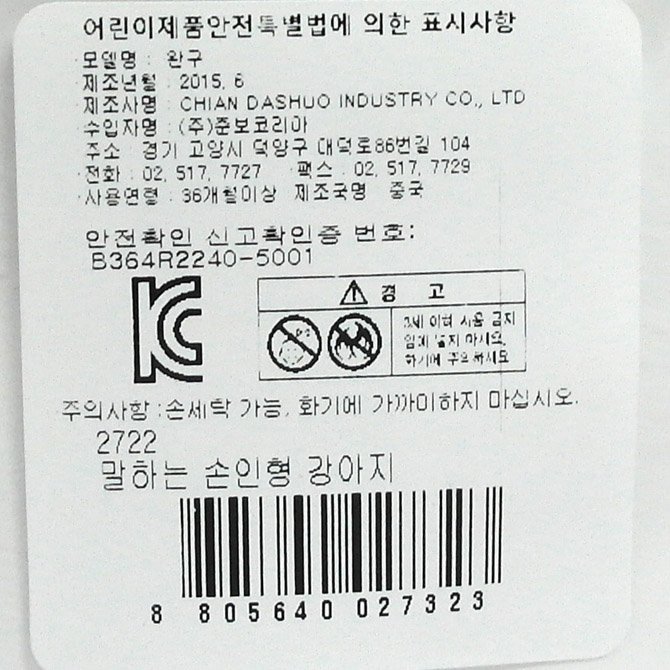 어린이제품안전특별법에 의한 표시사항
·모델명 : 완구
·제조년월 : 2015. 6
·제조사명 : CHIAN DASHUO INDUSTRY CO., LTD
·수입자명 : (주)준보코리아
주소 : 경기 고양시 덕양구 대덕로86번길 104
·전화 : 02. 517. 7727 ·팩스 : 02. 517. 7729
·사용연령 : 36개월이상 제조국명 중국
안전확인 신고확인증 번호:
B364R2240-5001
경 고
3세 이하 사용 금지
입에 넣지 마세요.
하기에 주의하세요
주의사항 :손세탁 가능, 화기에 가까이하지 마십시오.
2722
말하는 손인형 강아지
8 805640 027323